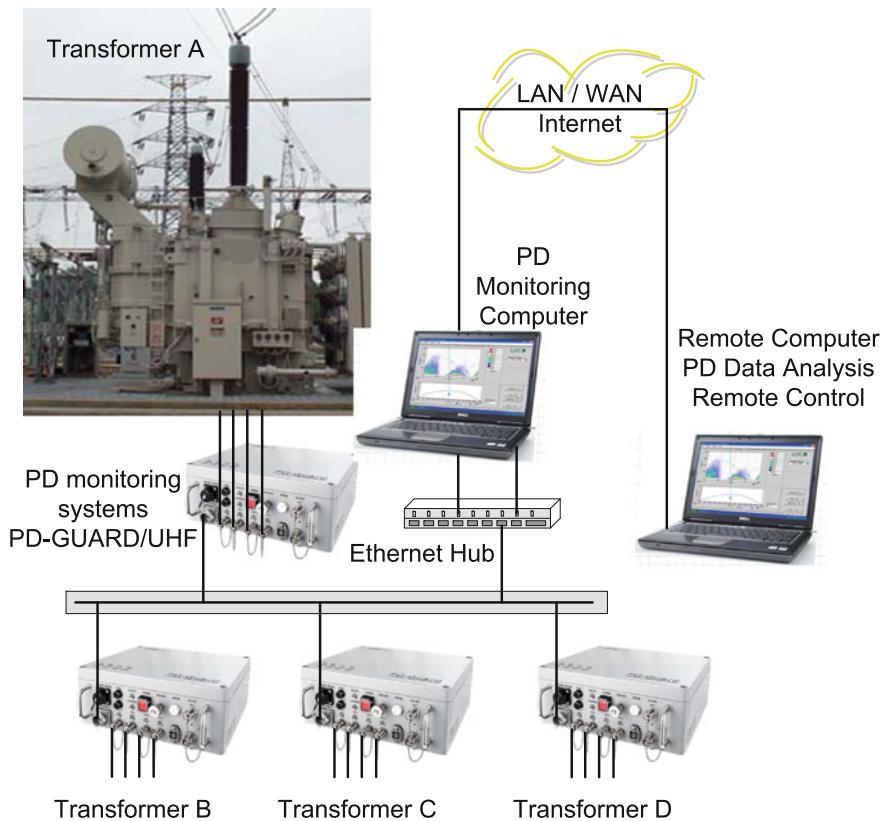 Transformer A
LAN / WAN
Internet
PD
Monitoring
Computer
Remote Computer
PD Data Analysis
Remote Control
PD monitoring
systems
PD-GUARD/UHF
Ethernet Hub
Transformer B
Transformer C
Transformer D